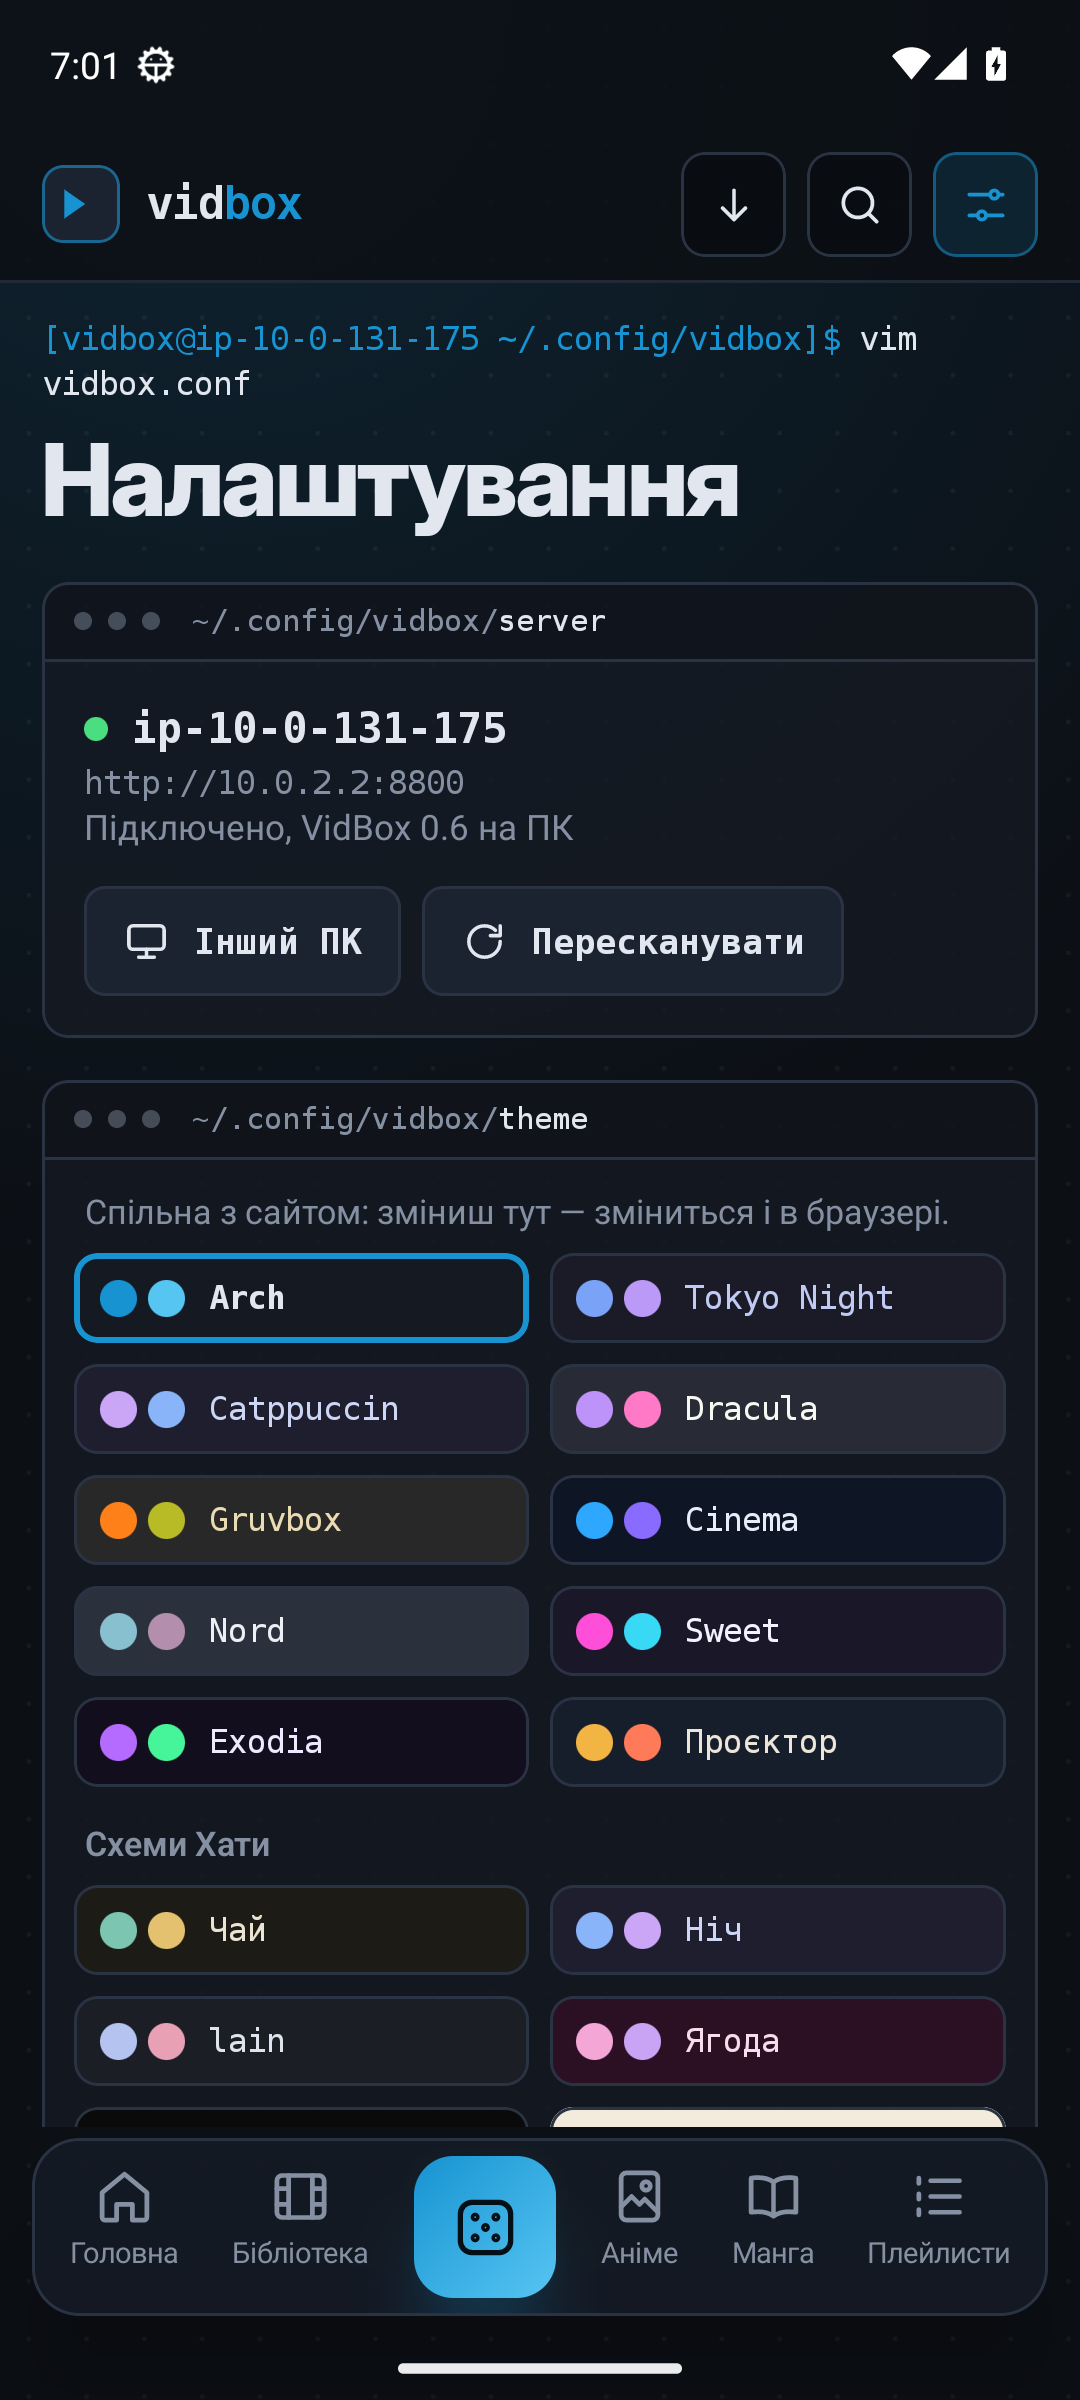 7:01
vidbox
[vidbox@ip-10-0-131-175 ~/.config/vidbox]$ vim
vidbox.conf
Налаштування
~/.config/vidbox/server
ip-10-0-131-175
http://10.0.2.2:8800
Підключено, VidBox 0.6 на ПК
Інший ПК
Пересканувати
~/.config/vidbox/theme
Спільна з сайтом: зміниш тут — зміниться і в браузері.
Arch
Tokyo Night
Catppuccin
Dracula
Gruvbox
Cinema
Nord
Sweet
Exodia
Проєктор
Схеми Хати
Чай
Ніч
lain
Ягода
Головна
Бібліотека
Аніме
Манга
Плейлисти